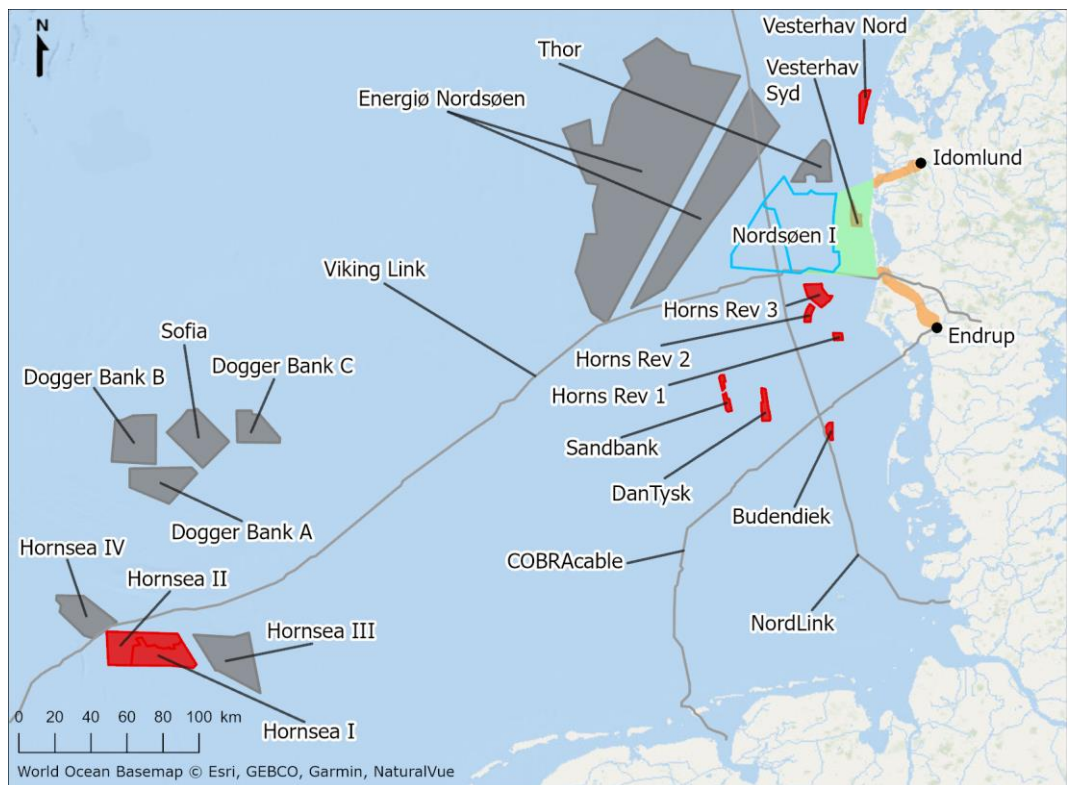 N
Vesterhav Nord
Thor
Vesterhav
Syd
Energiø Nordsøen
Idomlund
Nordsøen I
Viking Link
Horns Rev 3
Sofia
Endrup
Horns Rev 2
Dogger Bank B
Dogger Bank C
Horns Rev 1
Sandbank
DanTysk
Budendiek
Dogger Bank A
Hornsea IV
COBRAcable
Hornsea II
NordLink
Hornsea III
0 20 40 60 80 100 km
Hornsea I
World Ocean Basemap © Esri, GEBCO, Garmin, NaturalVue